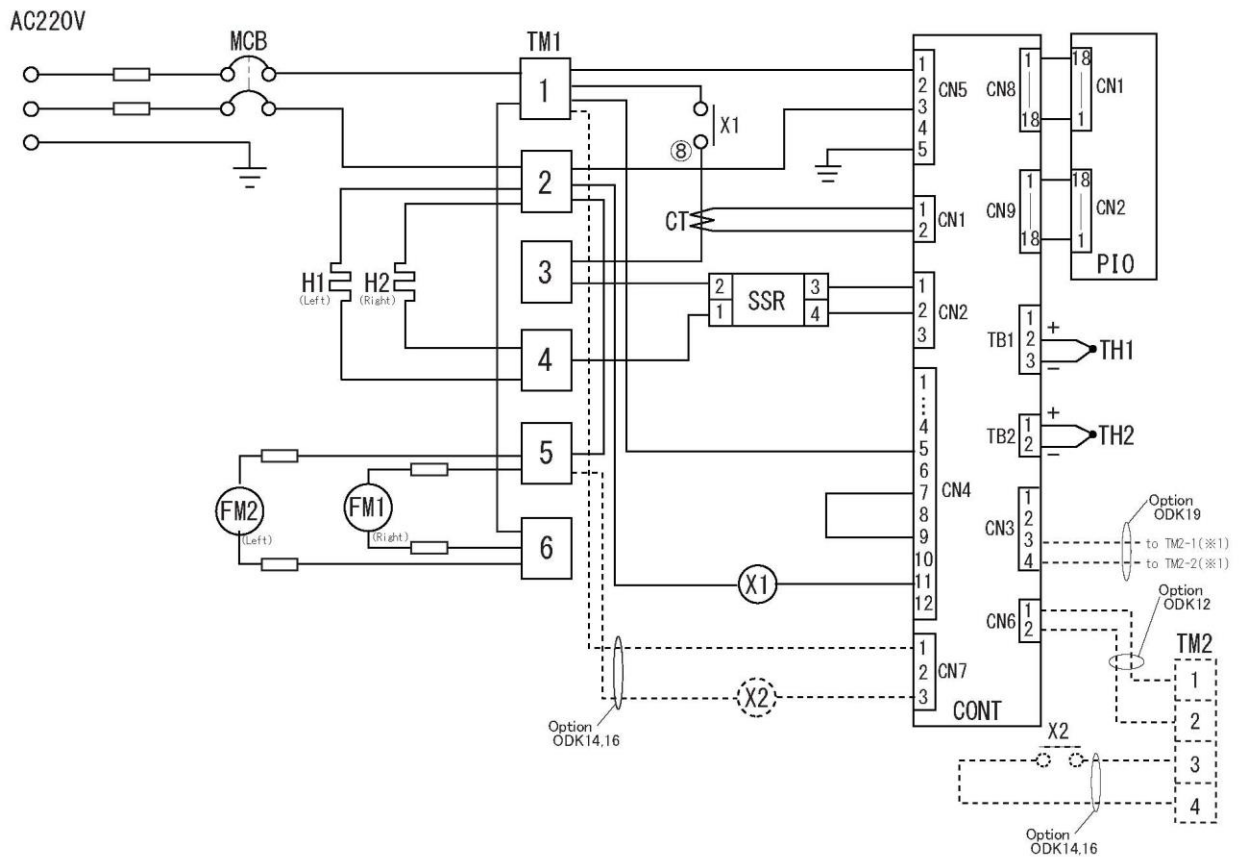 AC220V
MCB
TM1
1
2
3
4
5
6
H1
(Left)
H2
(Right)
FM2
(Left)
FM1
(Right)
X1
⑧
CT
2
1
SSR
3
4
X1
X2
Option
ODK14,16
1
2
3
4
5
CN5
1
2
CN1
1
2
3
CN2
1
⋮
4
5
6
7
8
9
10
11
12
CN4
1
2
3
CN7
CONT
CN8
1
18
18
1
CN1
CN9
1
18
18
1
CN2
PIO
TB1
1
2
3
+
−
TH1
TB2
1
2
+
−
TH2
CN3
1
2
3
4
Option
ODK19
to TM2-1(※1)
to TM2-2(※1)
CN6
1
2
Option
ODK12
TM2
1
2
3
4
X2
Option
ODK14,16